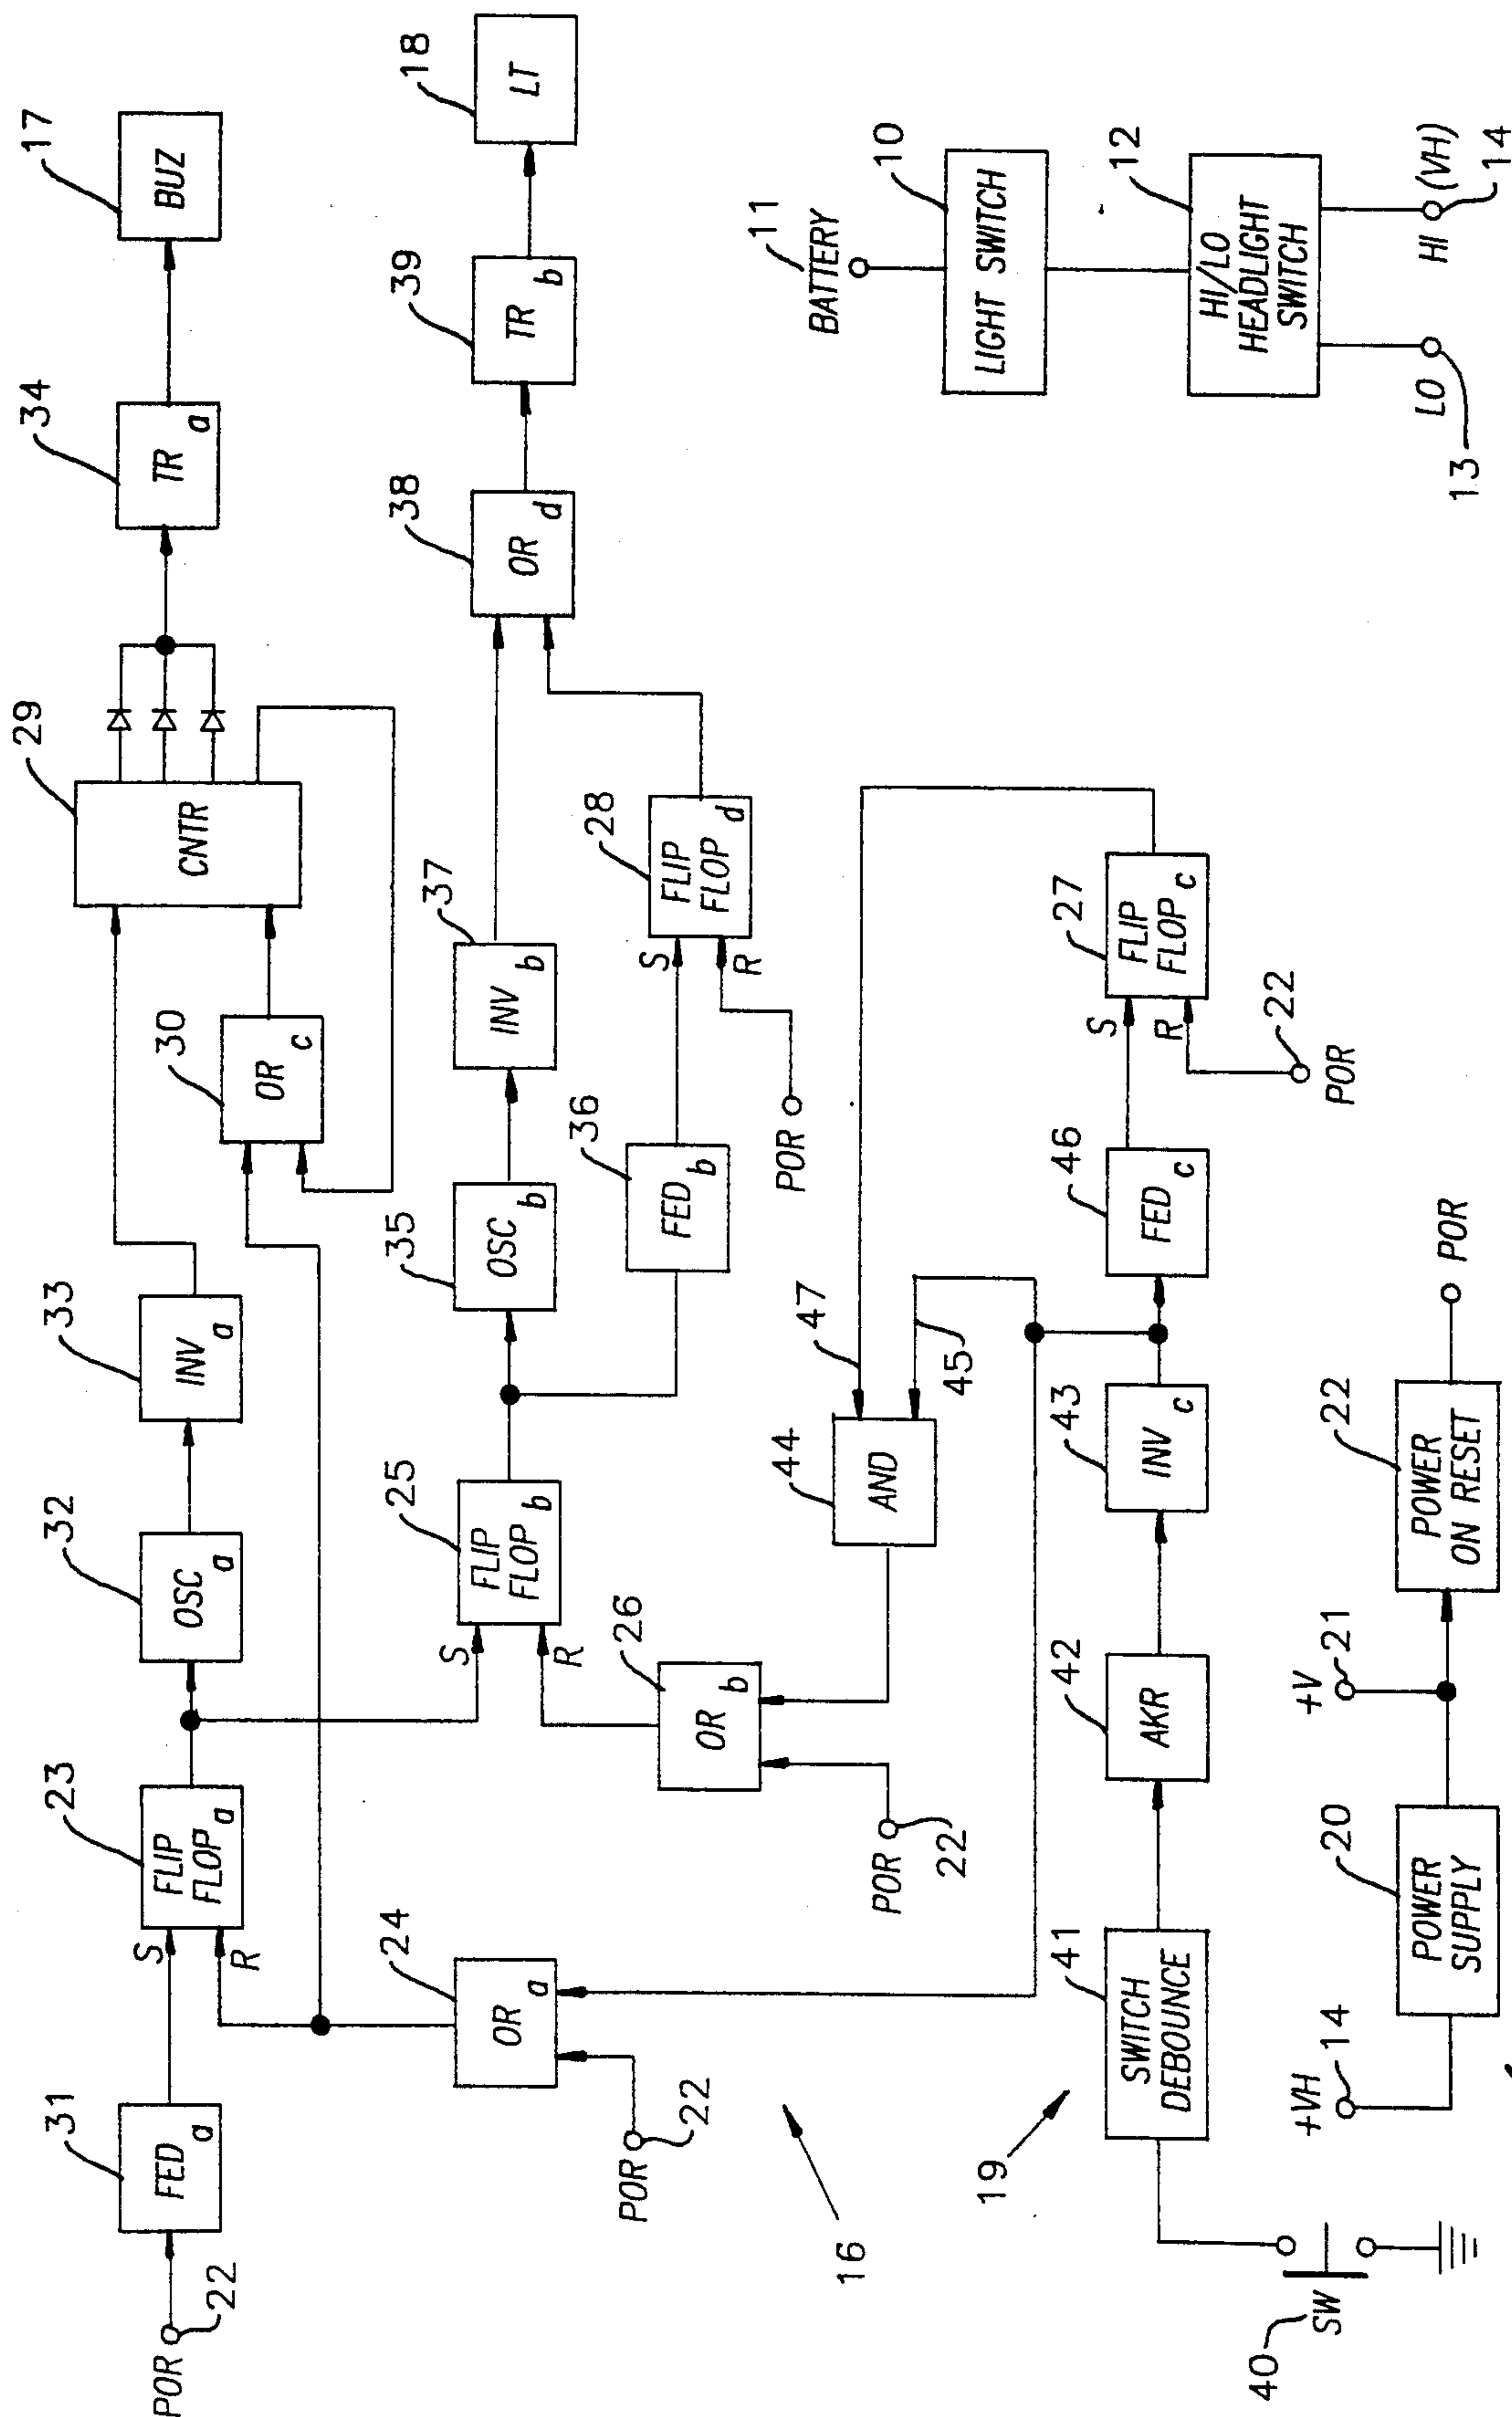 17
BUZ
34
TR
a
29
CNTR
30
OR
c
33
INV
a
32
OSC
a
23
FLIP
FLOP
a
S
R
31
FED
a
POR
22
18
LT
39
TR
b
38
OR
d
37
INV
b
28
FLIP
FLOP
d
S
R
POR
36
FED
b
35
OSC
b
25
FLIP
FLOP
b
S
R
26
OR
b
POR
22
24
OR
a
POR
22
44
AND
45
47
16
27
FLIP
FLOP
c
S
R
22
POR
46
FED
c
43
INV
c
42
AKR
41
SWITCH
DEBOUNCE
19
40
SW
11
BATTERY
10
LIGHT SWITCH
12
HI/LO
HEADLIGHT
SWITCH
LO
HI
(VH)
13
14
+VH
14
20
POWER
SUPPLY
+V
21
22
POWER
ON RESET
POR